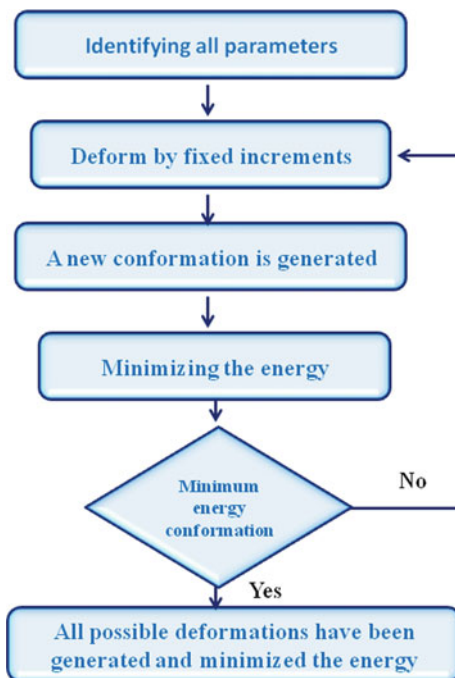 Identifying all parameters
Deform by fixed increments
A new conformation is generated
Minimizing the energy
Minimum
energy
conformation
No
Yes
All possible deformations have been
generated and minimized the energy